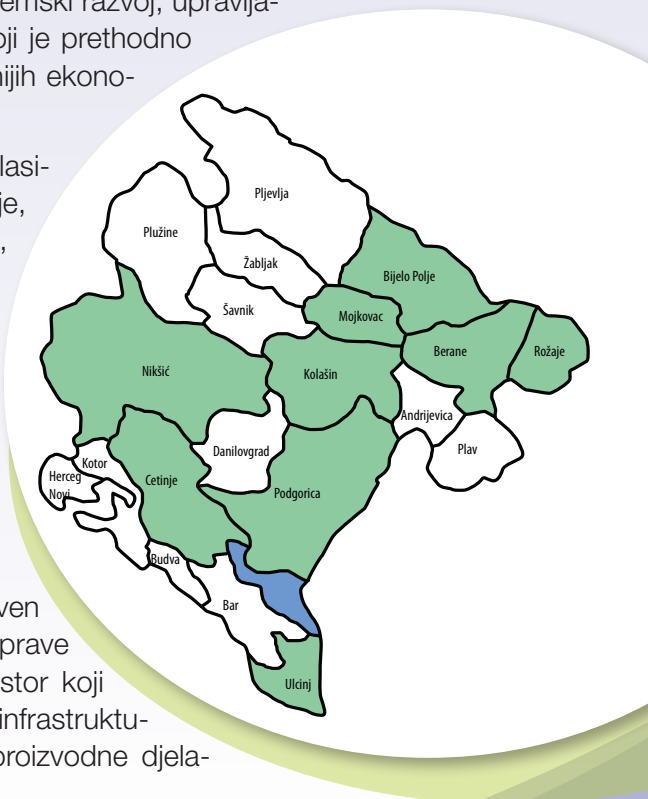 emski razvoj, upravlja-
oji je prethodno
nijih ekono-
lasi-
je,
,
Pljevlja
Plužine
Žabljak
Bijelo Polje
Šavnik
Mojkovac
Berane
Rožaje
Nikšić
Kolašin
Andrijevica
Danilovgrad
Plav
Kotor
Herceg
Novi
Cetinje
Podgorica
Budva
Bar
Ulcinj
ven
prave
stor koji
infrastruktu-
proizvodne djela-